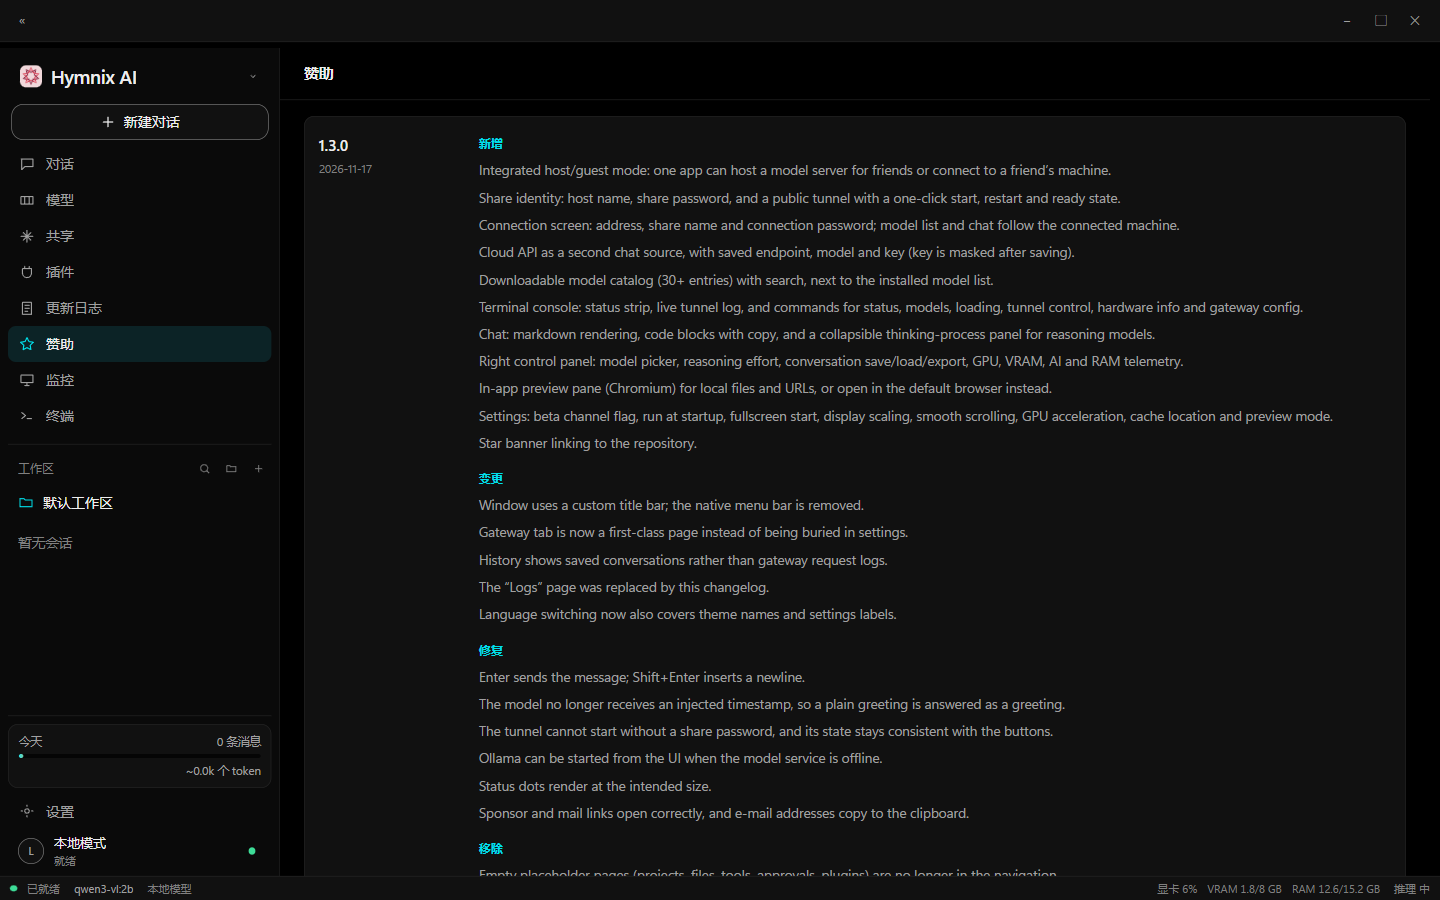 «
Hymnix AI
新建对话
对话
模型
共享
插件
更新日志
赞助
监控
终端
工作区
默认工作区
暂无会话
今天 0 条消息
~0.0k 个 token
设置
L
本地模式
就绪
赞助
1.3.0
2026-11-17
新增
Integrated host/guest mode: one app can host a model server for friends or connect to a friend’s machine.
Share identity: host name, share password, and a public tunnel with a one-click start, restart and ready state.
Connection screen: address, share name and connection password; model list and chat follow the connected machine.
Cloud API as a second chat source, with saved endpoint, model and key (key is masked after saving).
Downloadable model catalog (30+ entries) with search, next to the installed model list.
Terminal console: status strip, live tunnel log, and commands for status, models, loading, tunnel control, hardware info and gateway config.
Chat: markdown rendering, code blocks with copy, and a collapsible thinking-process panel for reasoning models.
Right control panel: model picker, reasoning effort, conversation save/load/export, GPU, VRAM, AI and RAM telemetry.
In-app preview pane (Chromium) for local files and URLs, or open in the default browser instead.
Settings: beta channel flag, run at startup, fullscreen start, display scaling, smooth scrolling, GPU acceleration, cache location and preview mode.
Star banner linking to the repository.
变更
Window uses a custom title bar; the native menu bar is removed.
Gateway tab is now a first-class page instead of being buried in settings.
History shows saved conversations rather than gateway request logs.
The “Logs” page was replaced by this changelog.
Language switching now also covers theme names and settings labels.
修复
Enter sends the message; Shift+Enter inserts a newline.
The model no longer receives an injected timestamp, so a plain greeting is answered as a greeting.
The tunnel cannot start without a share password, and its state stays consistent with the buttons.
Ollama can be started from the UI when the model service is offline.
Status dots render at the intended size.
Sponsor and mail links open correctly, and e-mail addresses copy to the clipboard.
移除
Empty placeholder pages (projects, files, tools, approvals, plugins) are no longer in the navigation.
已就绪 qwen3-vl:2b 本地模型 显卡 6% VRAM 1.8/8 GB RAM 12.6/15.2 GB 推理 中